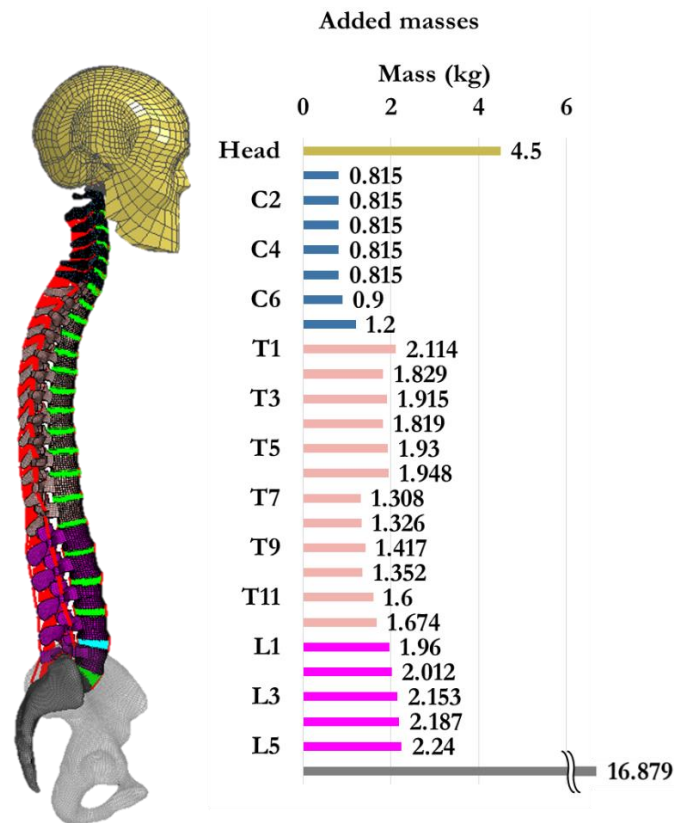 Added masses
Mass (kg)
0 2 4 6
Head 4.5
0.815
C2 0.815
0.815
C4 0.815
0.815
C6 0.9
1.2
T1 2.114
1.829
T3 1.915
1.819
T5 1.93
1.948
T7 1.308
1.326
T9 1.417
1.352
T11 1.6
1.674
L1 1.96
2.012
L3 2.153
2.187
L5 2.24
16.879